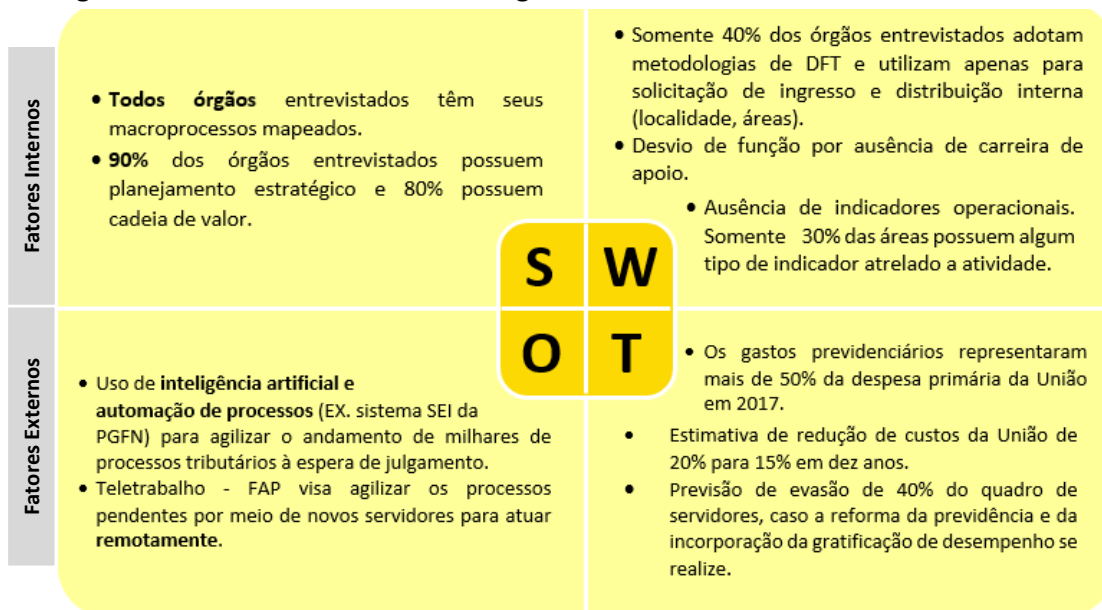 Fatores Internos
• Todos órgãos entrevistados têm seus
macroprocessos mapeados.
• 90% dos órgãos entrevistados possuem
planejamento estratégico e 80% possuem
cadeia de valor.
• Somente 40% dos órgãos entrevistados adotam
metodologias de DFT e utilizam apenas para
solicitação de ingresso e distribuição interna
(localidade, áreas).
• Desvio de função por ausência de carreira de
apoio.
• Ausência de indicadores operacionais.
Somente 30% das áreas possuem algum
tipo de indicador atrelado a atividade.
S W
O T
Fatores Externos
• Uso de inteligência artificial e
automação de processos (EX. sistema SEI da
PGFN) para agilizar o andamento de milhares de
processos tributários à espera de julgamento.
• Teletrabalho - FAP visa agilizar os processos
pendentes por meio de novos servidores para atuar
remotamente.
• Os gastos previdenciários representaram
mais de 50% da despesa primária da União
em 2017.
• Estimativa de redução de custos da União de
20% para 15% em dez anos.
• Previsão de evasão de 40% do quadro de
servidores, caso a reforma da previdência e da
incorporação da gratificação de desempenho se
realize.